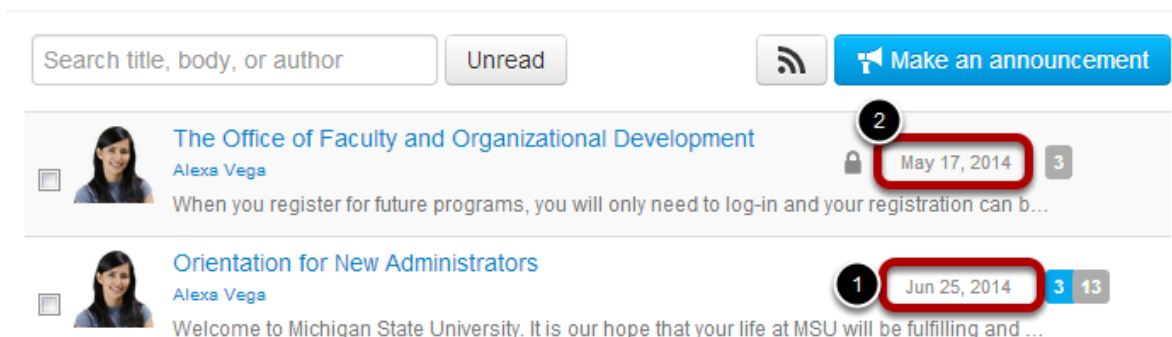 Search title, body, or author
Unread
Make an announcement
2
The Office of Faculty and Organizational Development
Alexa Vega
May 17, 2014
3
When you register for future programs, you will only need to log-in and your registration can b...
Orientation for New Administrators
Alexa Vega
1
Jun 25, 2014
3 13
Welcome to Michigan State University. It is our hope that your life at MSU will be fulfilling and ...